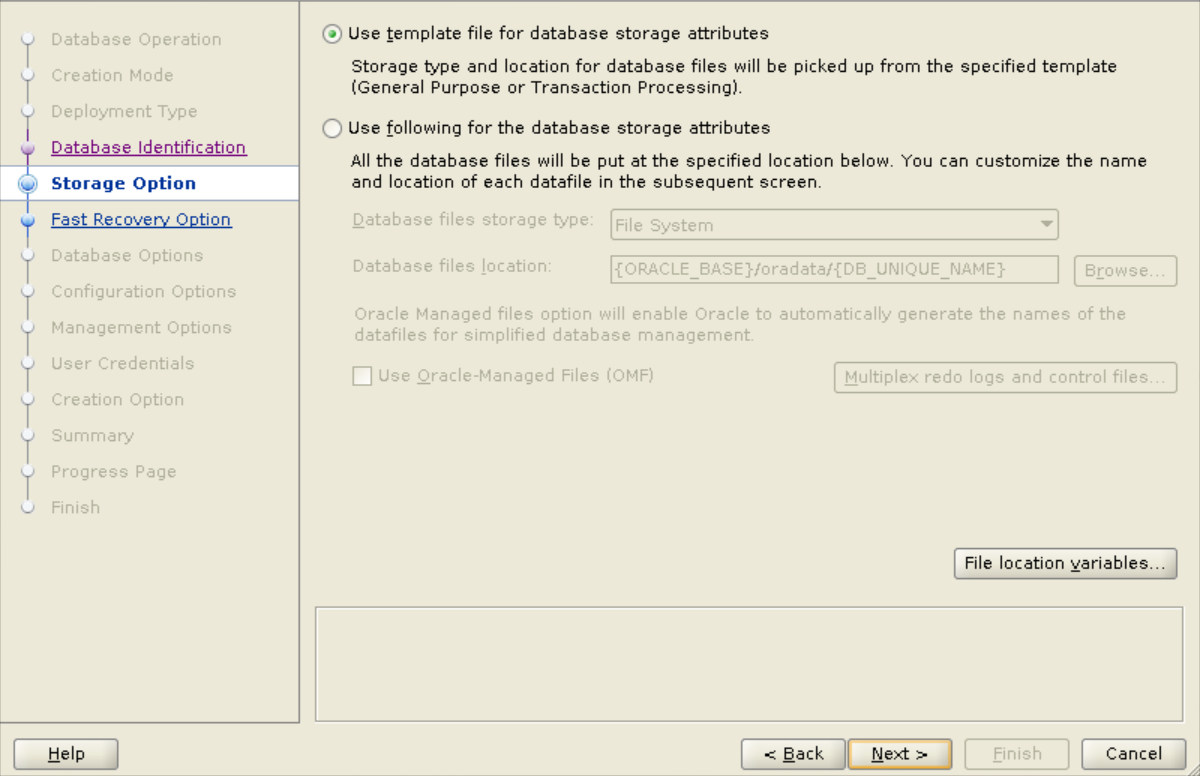 Database Operation
Creation Mode
Deployment Type
Database Identification
Storage Option
Fast Recovery Option
Database Options
Configuration Options
Management Options
User Credentials
Creation Option
Summary
Progress Page
Finish
Use template file for database storage attributes
Storage type and location for database files will be picked up from the specified template
(General Purpose or Transaction Processing).
Use following for the database storage attributes
All the database files will be put at the specified location below. You can customize the name
and location of each datafile in the subsequent screen.
Database files storage type: File System
Database files location: {ORACLE_BASE}/oradata/{DB_UNIQUE_NAME} Browse...
Oracle Managed files option will enable Oracle to automatically generate the names of the
datafiles for simplified database management.
Use Oracle-Managed Files (OMF) Multiplex redo logs and control files...
File location variables...
Help < Back Next > Finish Cancel